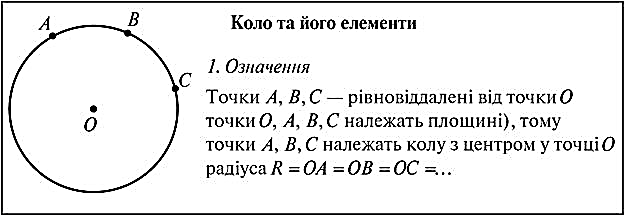 Коло та його елементи
A
B
C
O
1. Означення
Точки A, B, C — рівновіддалені від точки O
точки O, A, B, C належать площині), тому
точки A, B, C належать колу з центром у точці O
радіуса R = OA = OB = OC =...